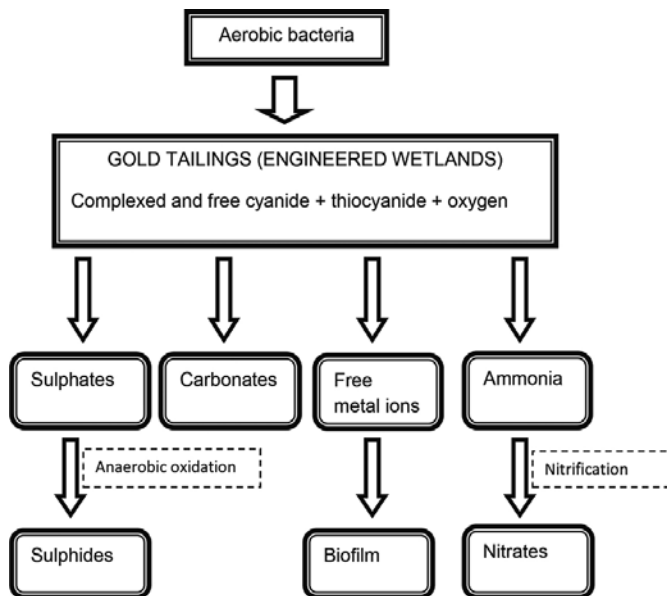 Aerobic bacteria
GOLD TAILINGS (ENGINEERED WETLANDS)
Complexed and free cyanide + thiocyanide + oxygen
Sulphates
Carbonates
Free
metal ions
Ammonia
Anaerobic oxidation
Nitrification
Sulphides
Biofilm
Nitrates